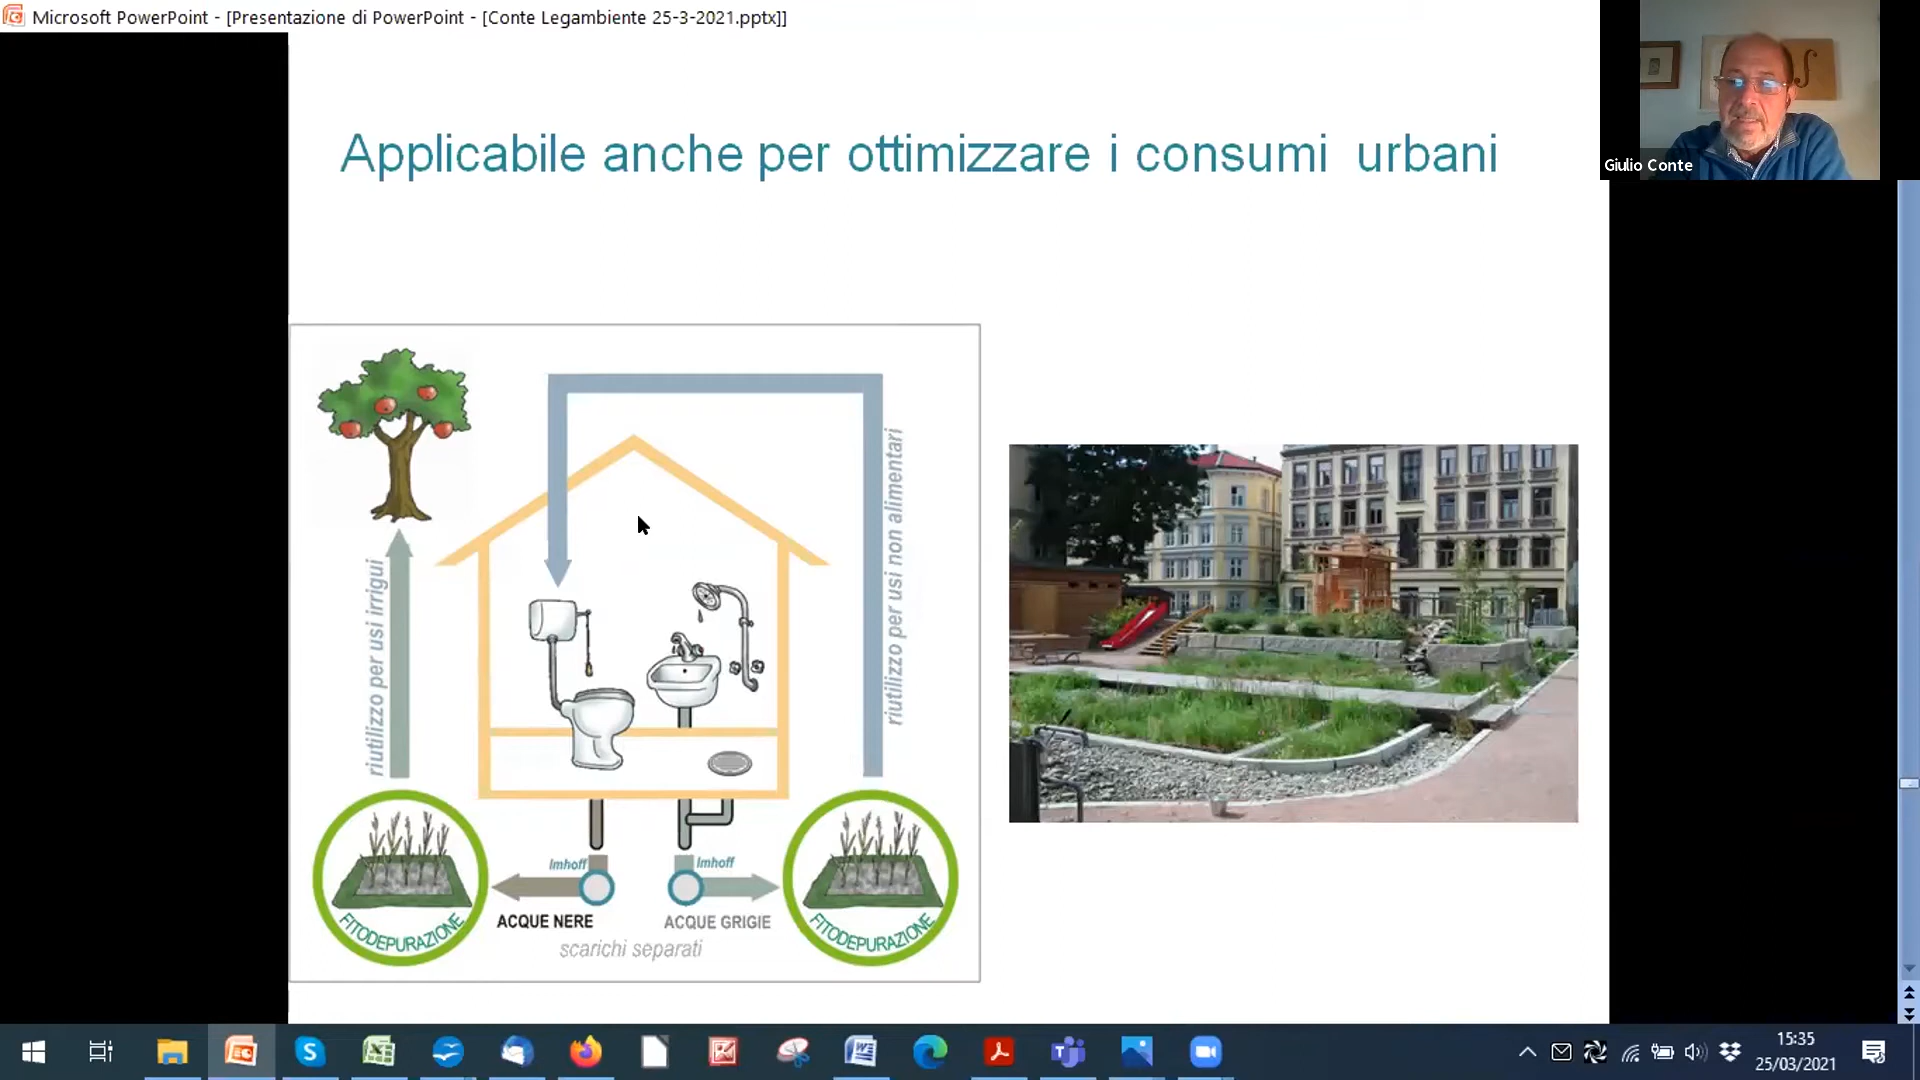 Microsoft PowerPoint - [Presentazione di PowerPoint - [Conte Legambiente 25-3-2021.pptx]]
Giulio Conte
Applicabile anche per ottimizzare i consumi urbani
riutilizzo per usi irrigui
riutilizzo per usi non alimentari
Imhoff
Imhoff
ACQUE NERE
ACQUE GRIGIE
scarichi separati
FITODEPURAZIONE
FITODEPURAZIONE
15:35
25/03/2021